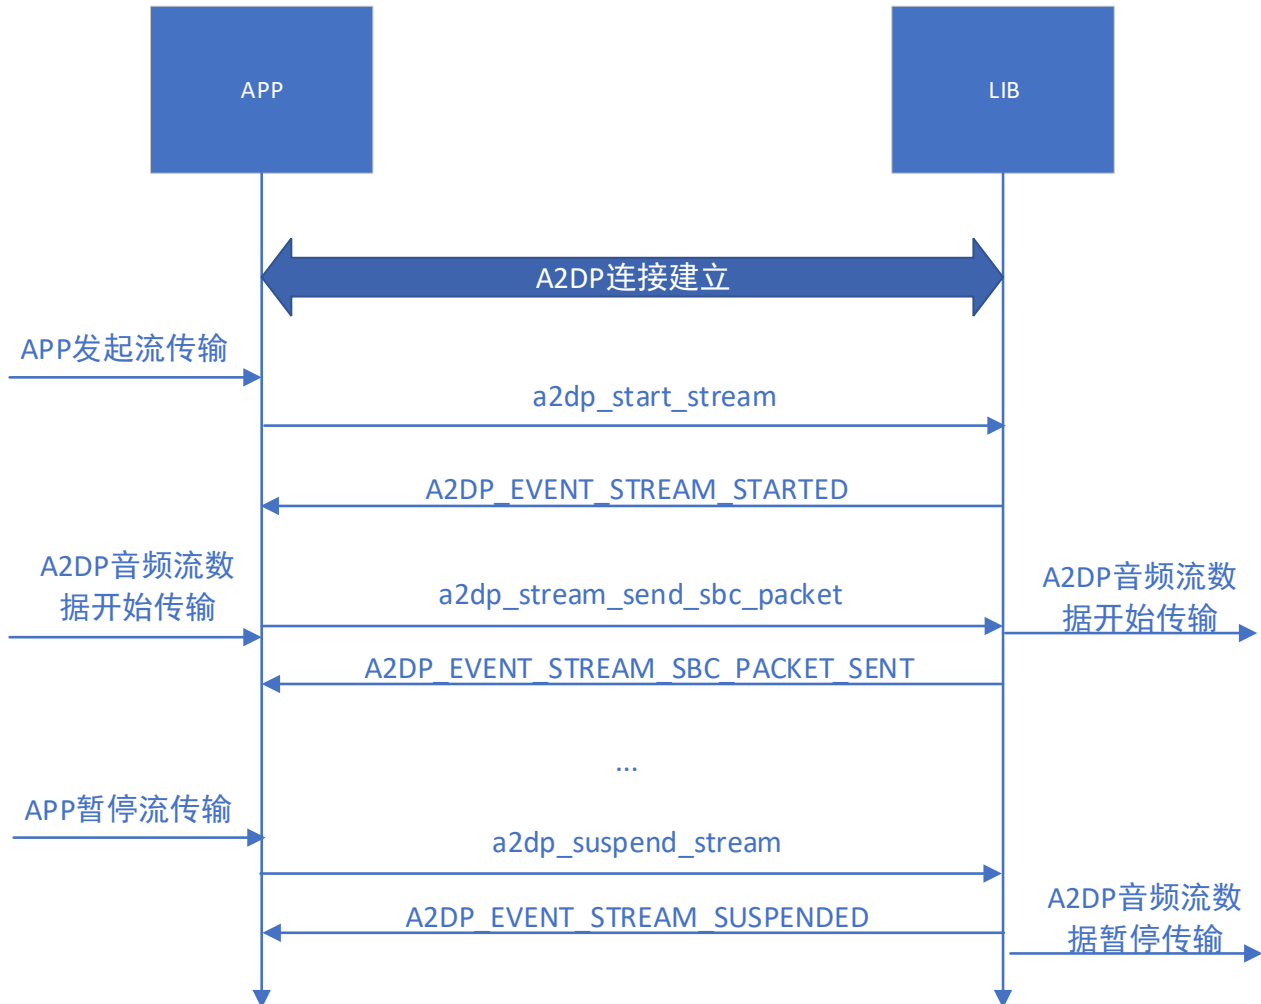 APP
LIB
A2DP连接建立
APP发起流传输
a2dp_start_stream
A2DP_EVENT_STREAM_STARTED
A2DP音频流数
据开始传输
a2dp_stream_send_sbc_packet
A2DP音频流数
据开始传输
A2DP_EVENT_STREAM_SBC_PACKET_SENT
...
APP暂停流传输
a2dp_suspend_stream
A2DP_EVENT_STREAM_SUSPENDED
A2DP音频流数
据暂停传输